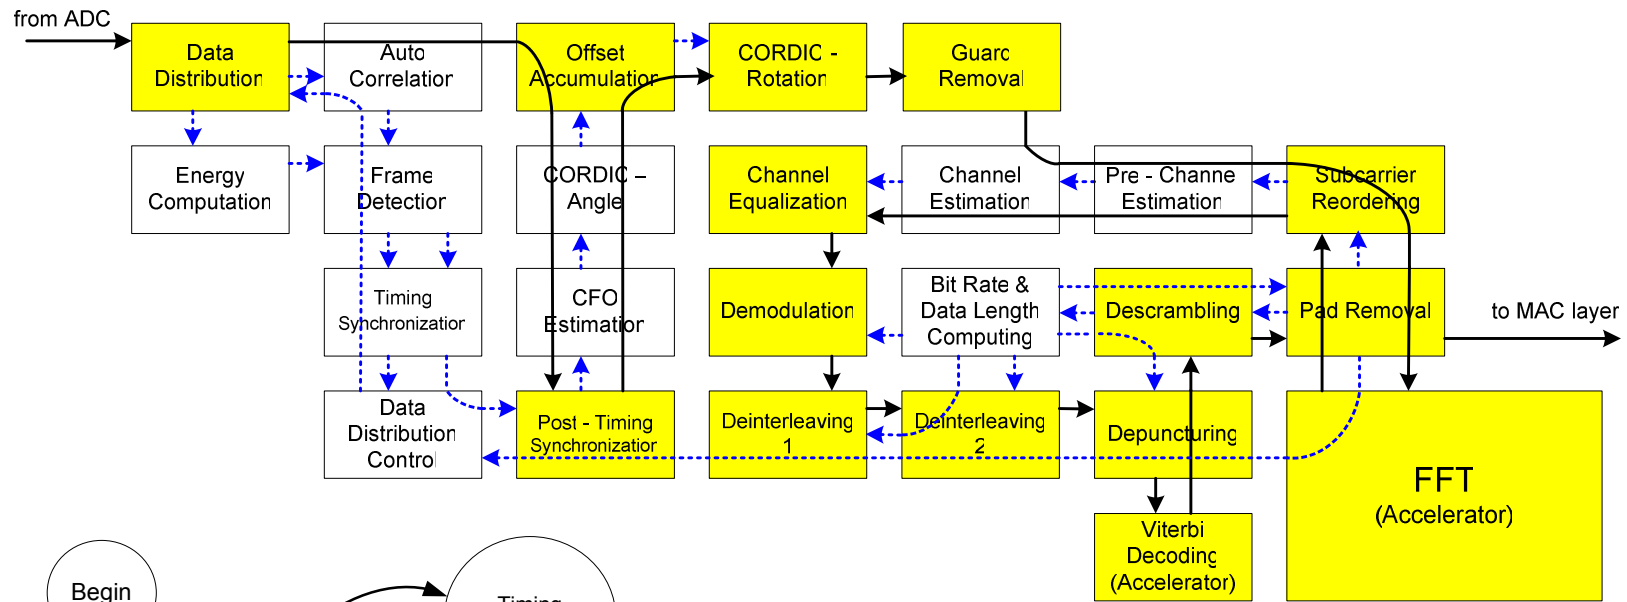 from ADC
Data
Distribution
Auto
Correlation
Offset
Accumulation
CORDIC -
Rotation
Guard
Removal
Energy
Computation
Frame
Detection
CORDIC –
Angle
Channel
Equalization
Channel
Estimation
Pre - Channel
Estimation
Subcarrier
Reordering
Timing
Synchronization
CFO
Estimation
Demodulation
Bit Rate &
Data Length
Computing
Descrambling
Pad Removal
to MAC layer
Data
Distribution
Control
Post - Timing
Synchronization
Deinterleaving
1
Deinterleaving
2
Depuncturing
FFT
(Accelerator)
Viterbi
Decoding
(Accelerator)
Begin
Timing